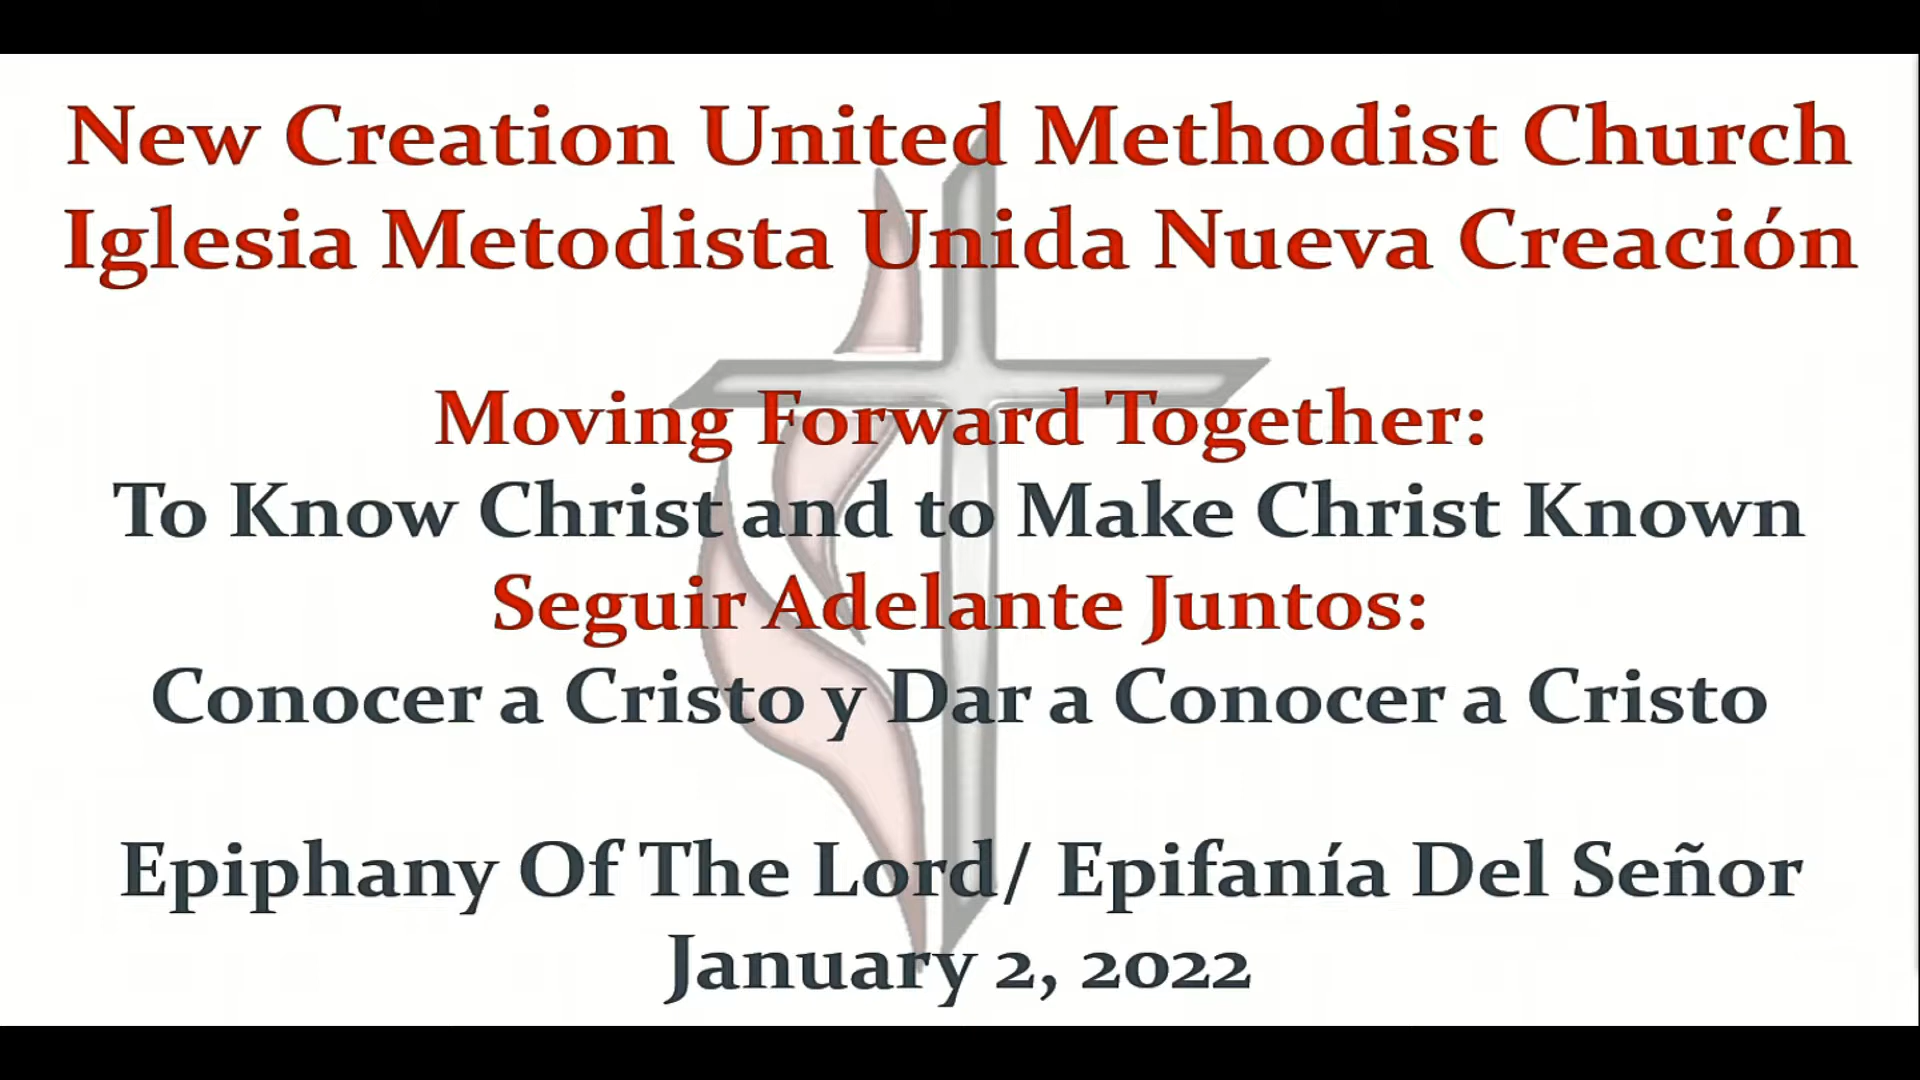 New Creation United Methodist Church
Iglesia Metodista Unida Nueva Creación
Moving Forward Together:
To Know Christ and to Make Christ Known
Seguir Adelante Juntos:
Conocer a Cristo y Dar a Conocer a Cristo
Epiphany Of The Lord/ Epifanía Del Señor
January 2, 2022